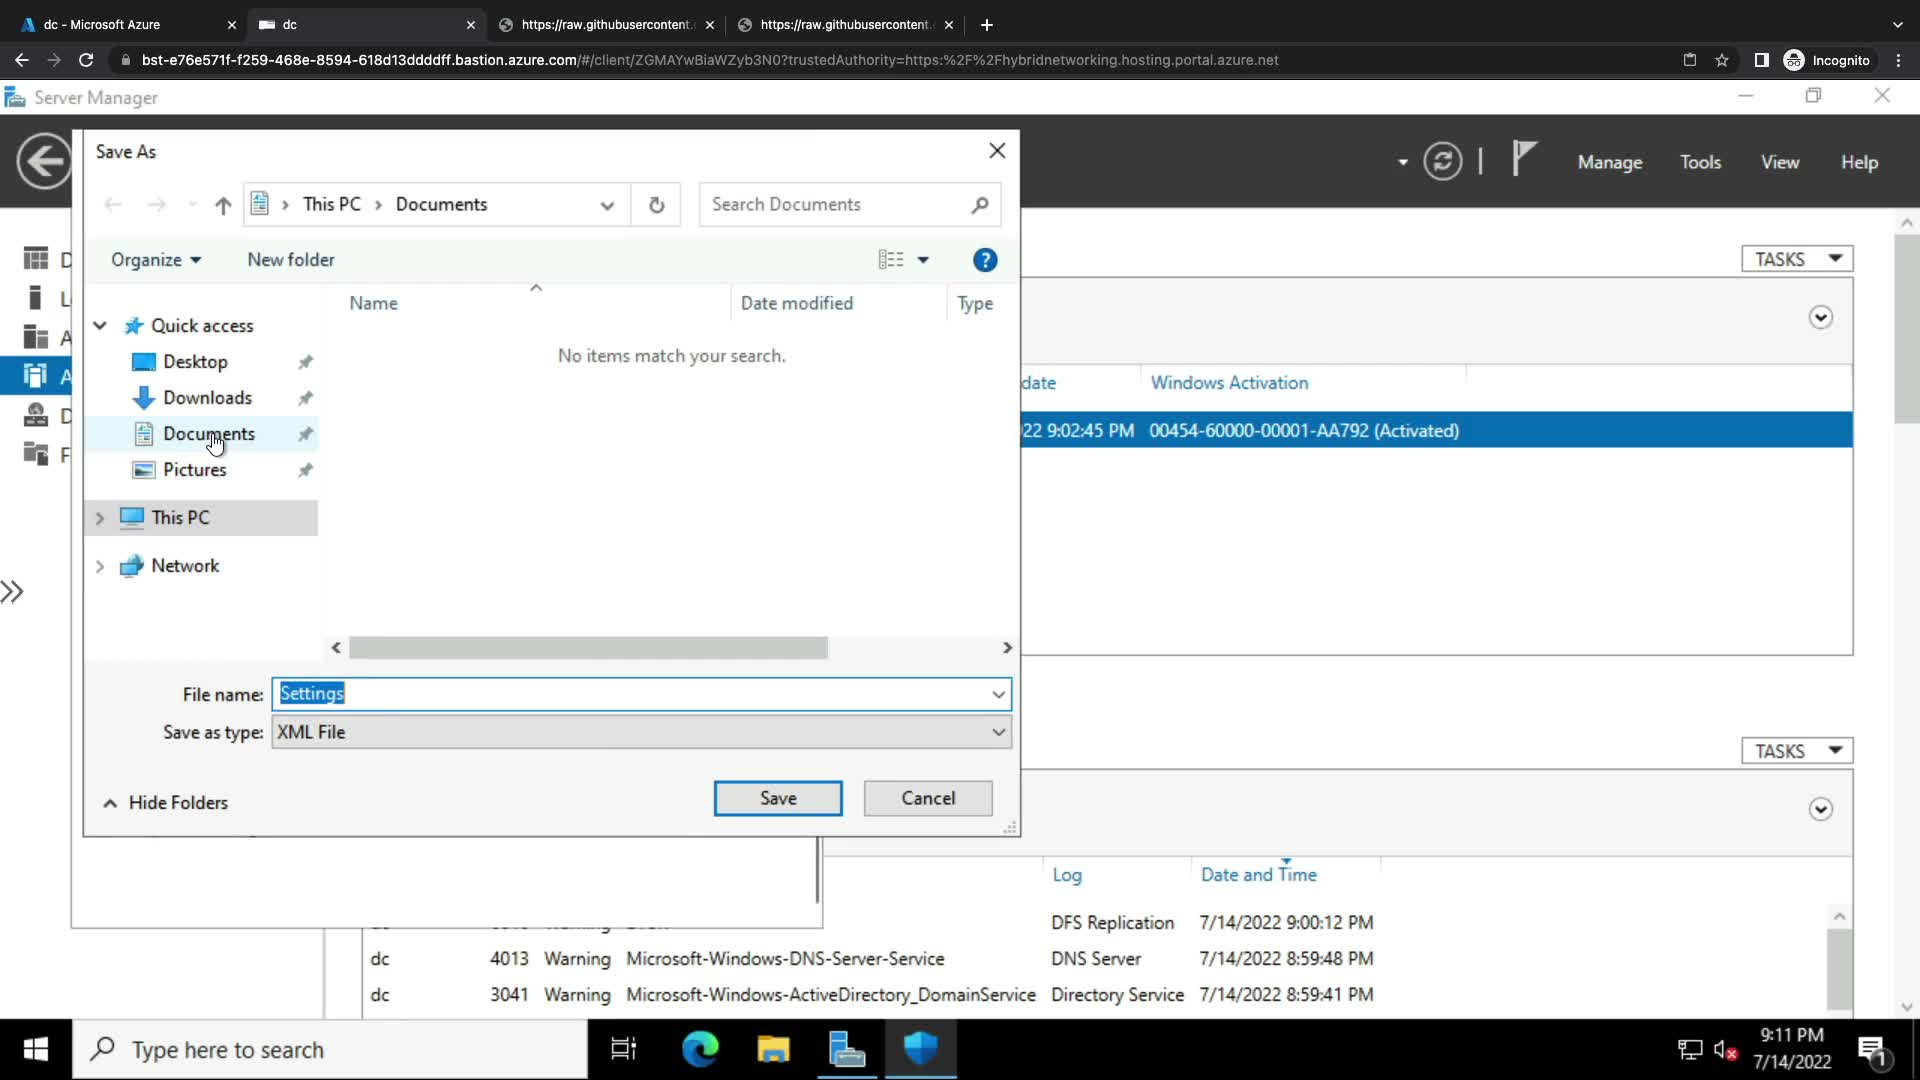 dc - Microsoft Azure
dc
https://raw.githubusercontent.
https://raw.githubusercontent.
bst-e76e571f-f259-468e-8594-618d13ddddff.bastion.azure.com/#/client/ZGMAYwBiaWZyb3N0?trustedAuthority=https:%2F%2Fhybridnetworking.hosting.portal.azure.net
Incognito
Server Manager
Manage Tools View Help
Save As
This PC > Documents
Search Documents
Organize New folder
Name Date modified Type
No items match your search.
Quick access
Desktop
Downloads
Documents
Pictures
This PC
Network
D
L
A
A
D
F
File name: Settings
Save as type: XML File
Hide Folders
Save Cancel
TASKS
date Windows Activation
22 9:02:45 PM 00454-60000-00001-AA792 (Activated)
TASKS
Log Date and Time
DFS Replication 7/14/2022 9:00:12 PM
dc 4013 Warning Microsoft-Windows-DNS-Server-Service DNS Server 7/14/2022 8:59:48 PM
dc 3041 Warning Microsoft-Windows-ActiveDirectory_DomainService Directory Service 7/14/2022 8:59:41 PM
Type here to search
9:11 PM
7/14/2022
1